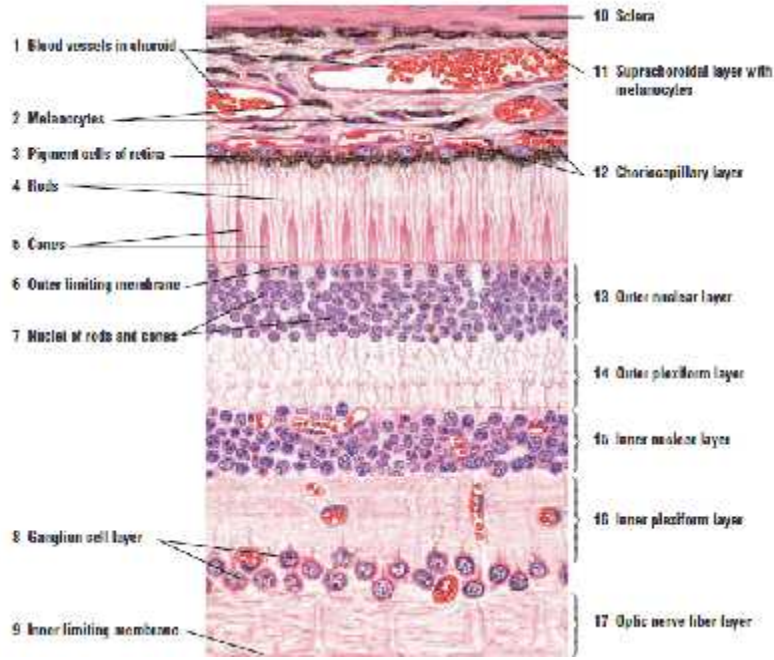 1 Blood vessels in choroid
2 Melanocytes
3 Pigment cells of retina
4 Rods
5 Cones
6 Outer limiting membrane
7 Nuclei of rods and cones
8 Ganglion cell layer
9 Inner limiting membrane
10 Sclera
11 Suprachoroidal layer with
melanocytes
12 Choriocapillary layer
13 Outer nuclear layer
14 Outer plexiform layer
15 Inner nuclear layer
16 Inner plexiform layer
17 Optic nerve fiber layer